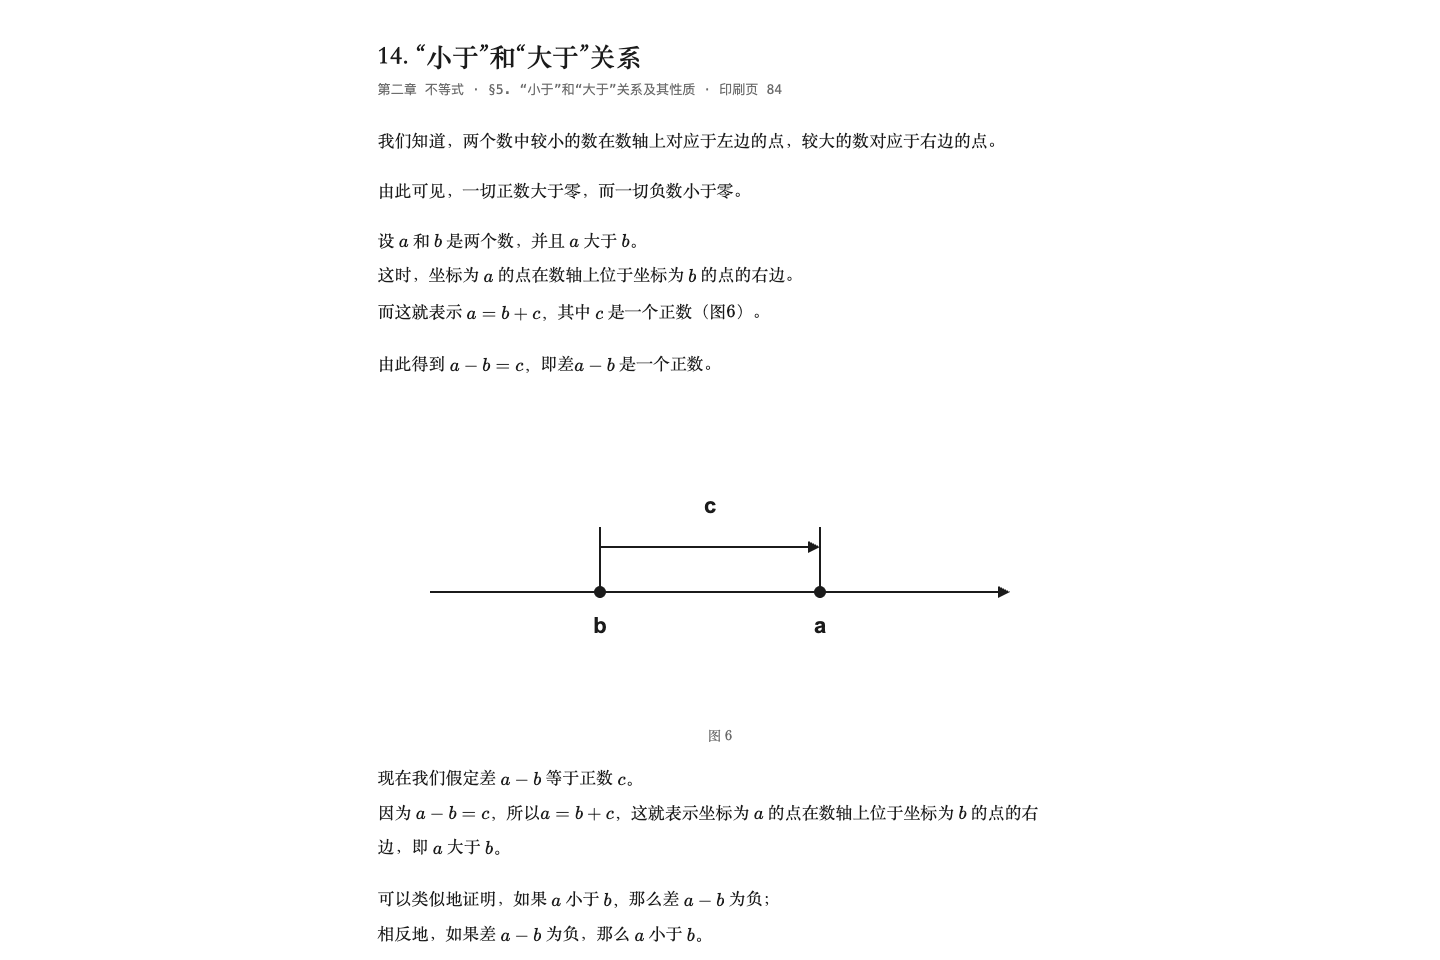 14. “小于”和“大于”关系
第二章 不等式 · §5. “小于”和“大于”关系及其性质 · 印刷页 84
我们知道，两个数中较小的数在数轴上对应于左边的点，较大的数对应于右边的点。
由此可见，一切正数大于零，而一切负数小于零。
设 a 和 b 是两个数，并且 a 大于 b。
这时，坐标为 a 的点在数轴上位于坐标为 b 的点的右边。
而这就表示 a = b + c，其中 c 是一个正数（图6）。
由此得到 a − b = c，即差a − b 是一个正数。
c
b a
图 6
现在我们假定差 a − b 等于正数 c。
因为 a − b = c，所以a = b + c，这就表示坐标为 a 的点在数轴上位于坐标为 b 的点的右
边，即 a 大于 b。
可以类似地证明，如果 a 小于 b，那么差 a − b 为负；
相反地，如果差 a − b 为负，那么 a 小于 b。